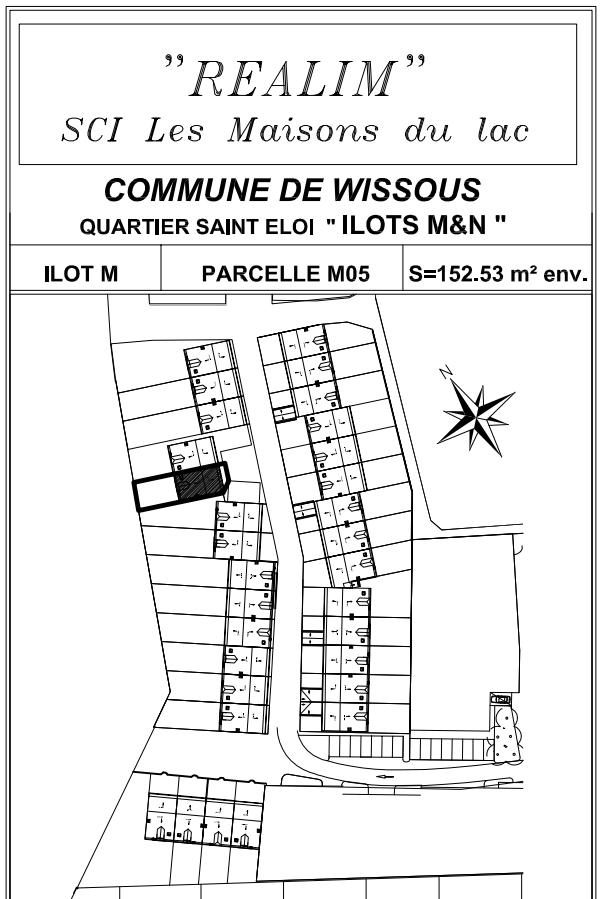 "REALIM"
SCI Les Maisons du lac
COMMUNE DE WISSOUS
QUARTIER SAINT ELOI " ILOTS M&N "
ILOT M PARCELLE M05 S=152.53 m² env.
N